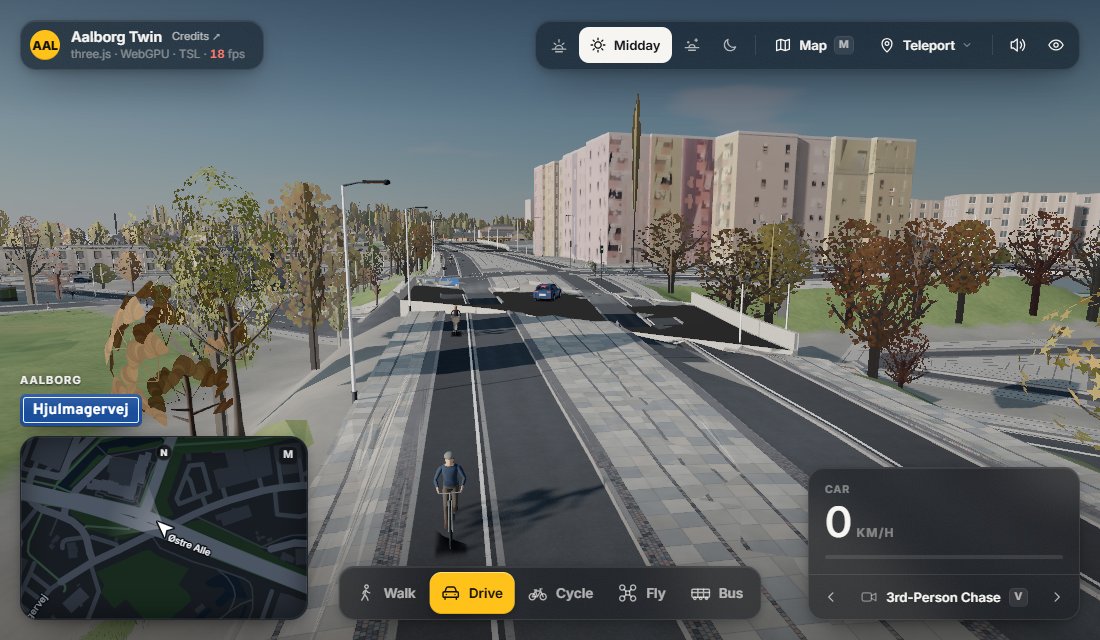 AAL
Aalborg Twin Credits ↗
three.js · WebGPU · TSL · 18 fps
Midday
Map M
Teleport
AALBORG
Hjulmagervej
N
M
Østre Alle
Walk
Drive
Cycle
Fly
Bus
CAR
0 KM/H
3rd-Person Chase V